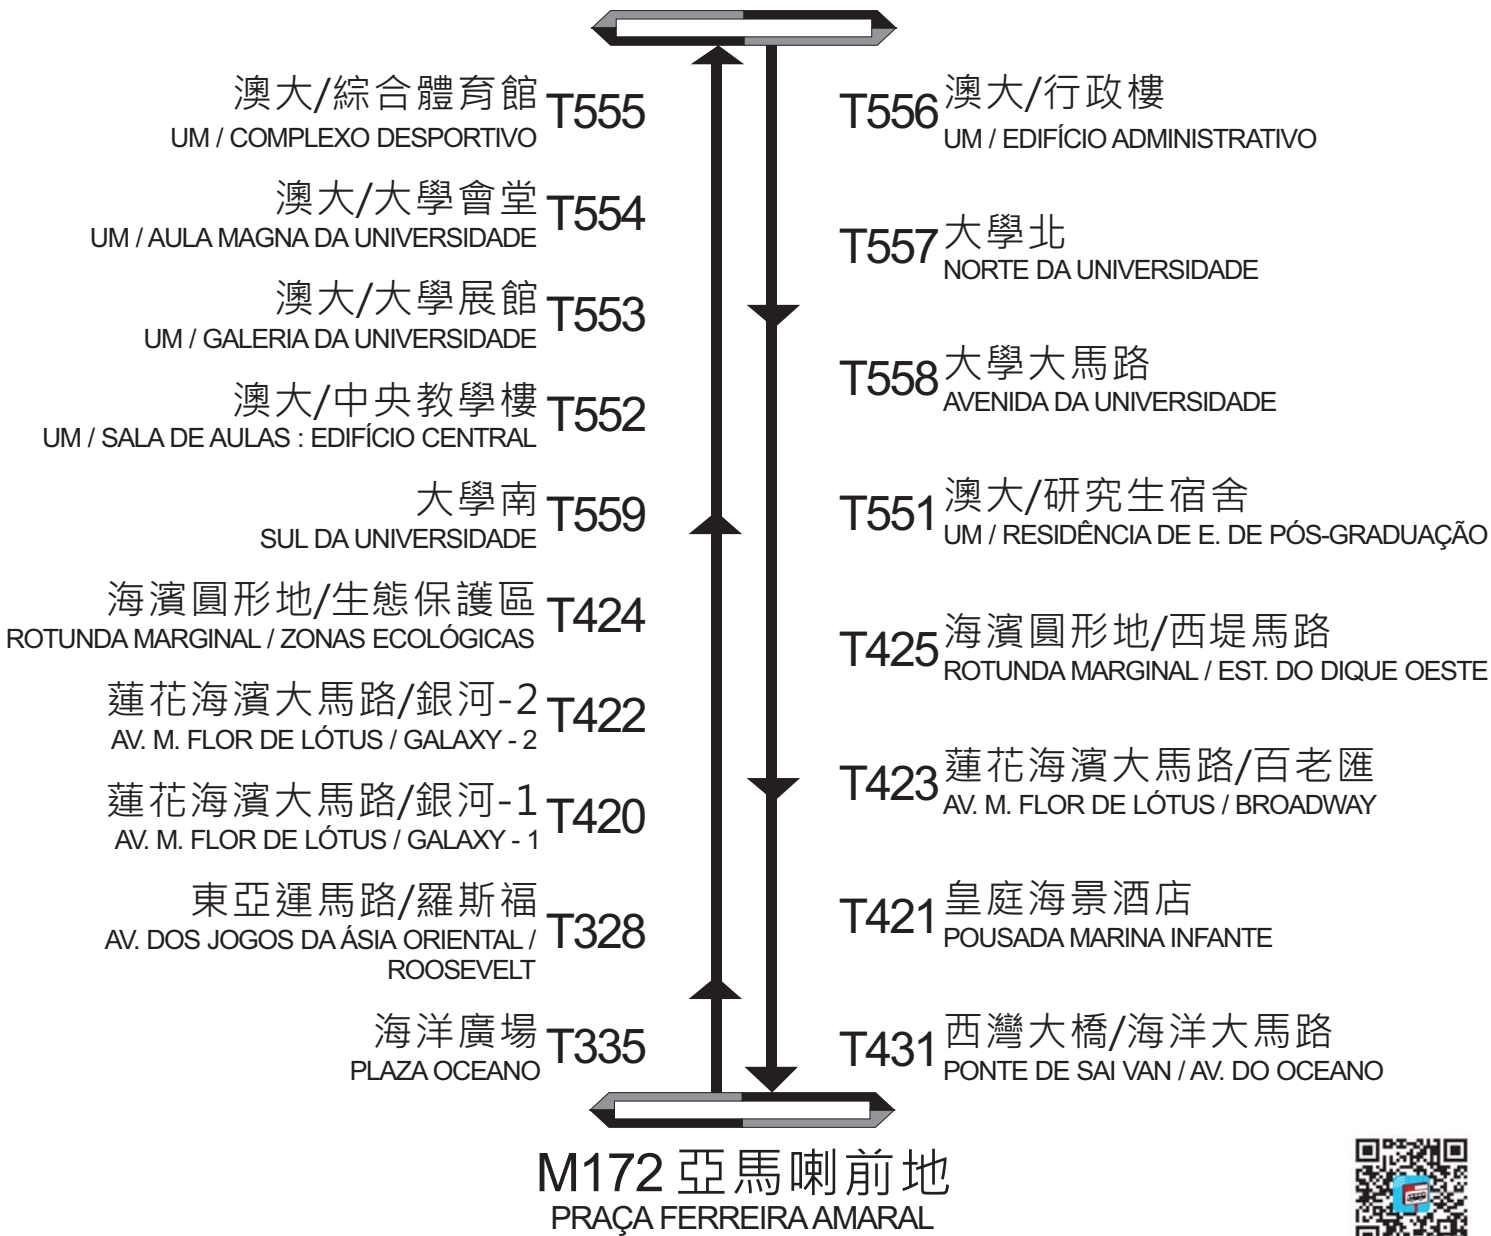 澳大/綜合體育館 T555
UM / COMPLEXO DESPORTIVO
澳大/大學會堂 T554
UM / AULA MAGNA DA UNIVERSIDADE
澳大/大學展館 T553
UM / GALERIA DA UNIVERSIDADE
澳大/中央教學樓 T552
UM / SALA DE AULAS : EDIFÍCIO CENTRAL
大學南 T559
SUL DA UNIVERSIDADE
海濱圓形地/生態保護區 T424
ROTUNDA MARGINAL / ZONAS ECOLÓGICAS
蓮花海濱大馬路/銀河-2 T422
AV. M. FLOR DE LÓTUS / GALAXY - 2
蓮花海濱大馬路/銀河-1 T420
AV. M. FLOR DE LÓTUS / GALAXY - 1
東亞運馬路/羅斯福 T328
AV. DOS JOGOS DA ÁSIA ORIENTAL /
ROOSEVELT
海洋廣場 T335
PLAZA OCEANO
T556 澳大/行政樓
UM / EDIFÍCIO ADMINISTRATIVO
T557 大學北
NORTE DA UNIVERSIDADE
T558 大學大馬路
AVENIDA DA UNIVERSIDADE
T551 澳大/研究生宿舍
UM / RESIDÊNCIA DE E. DE PÓS-GRADUAÇÃO
T425 海濱圓形地/西堤馬路
ROTUNDA MARGINAL / EST. DO DIQUE OESTE
T423 蓮花海濱大馬路/百老匯
AV. M. FLOR DE LÓTUS / BROADWAY
T421 皇庭海景酒店
POUSADA MARINA INFANTE
T431 西灣大橋/海洋大馬路
PONTE DE SAI VAN / AV. DO OCEANO
M172 亞馬喇前地
PRAÇA FERREIRA AMARAL